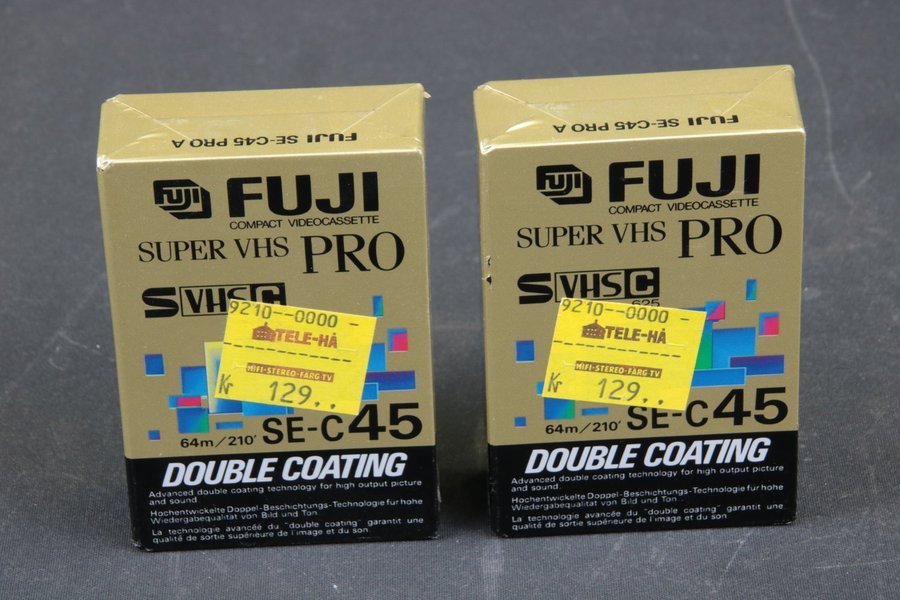 FUJI SE-C45 PRO A
FUJI
FUJI
COMPACT VIDEOCASSETTE
SUPER VHS PRO
S VHS C
9210--0000-
TELE-HÅ
HIFI-STEREO-FÄRG-TV
Kr 129..
64m/210' SE-C45
DOUBLE COATING
Advanced double coating technology for high output picture
and sound.
Hochentwickelte Doppel-Beschichtungs-Technologie für hohe
Wiedergabequalität von Bild und Ton.
La technologie avancée du "double coating" garantit une
qualité de sortie supérieure de l'image et du son.
FUJI SE-C45 PRO A
FUJI
FUJI
COMPACT VIDEOCASSETTE
SUPER VHS PRO
S VHS C
625
9210--0000-
TELE-HÅ
HIFI-STEREO-FÄRG-TV
Kr 129..
64m/210' SE-C45
DOUBLE COATING
Advanced double coating technology for high output picture
and sound.
Hochentwickelte Doppel-Beschichtungs-Technologie für hohe
Wiedergabequalität von Bild und Ton.
La technologie avancée du "double coating" garantit une
qualité de sortie supérieure de l'image et du son.